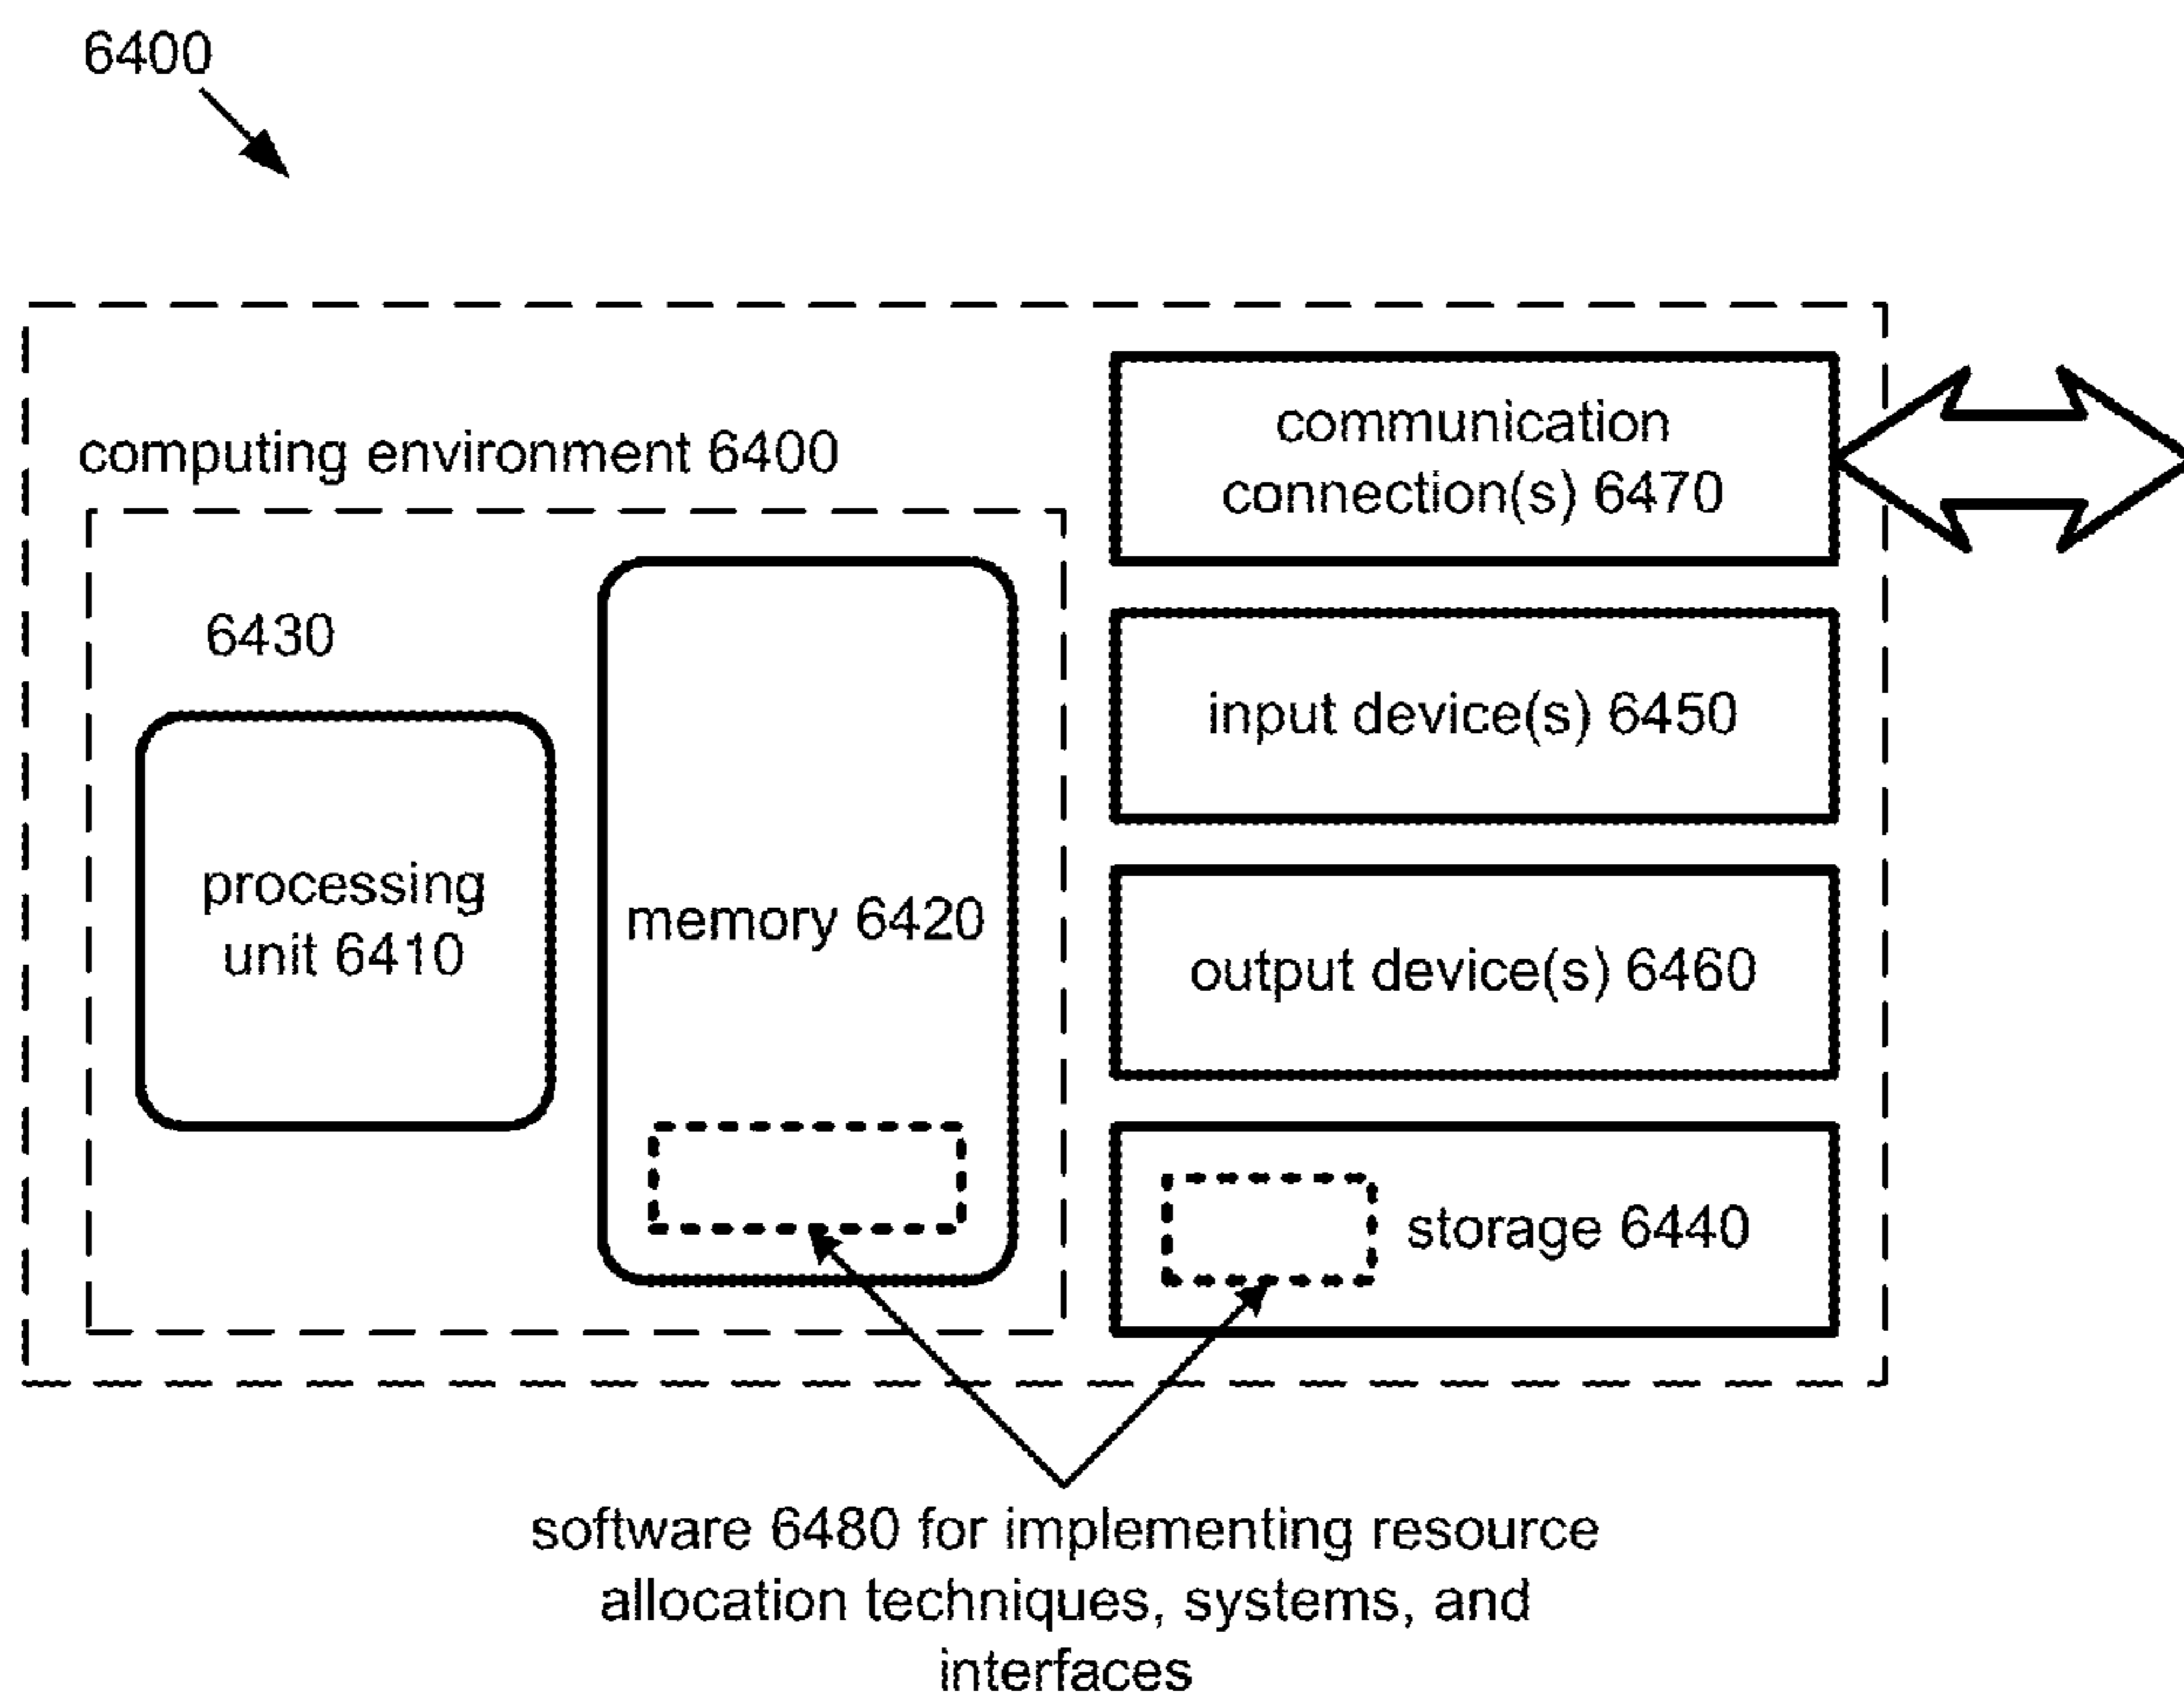 6400
computing environment 6400
communication
connection(s) 6470
6430
input device(s) 6450
processing
unit 6410
memory 6420
output device(s) 6460
storage 6440
software 6480 for implementing resource
allocation techniques, systems, and
interfaces